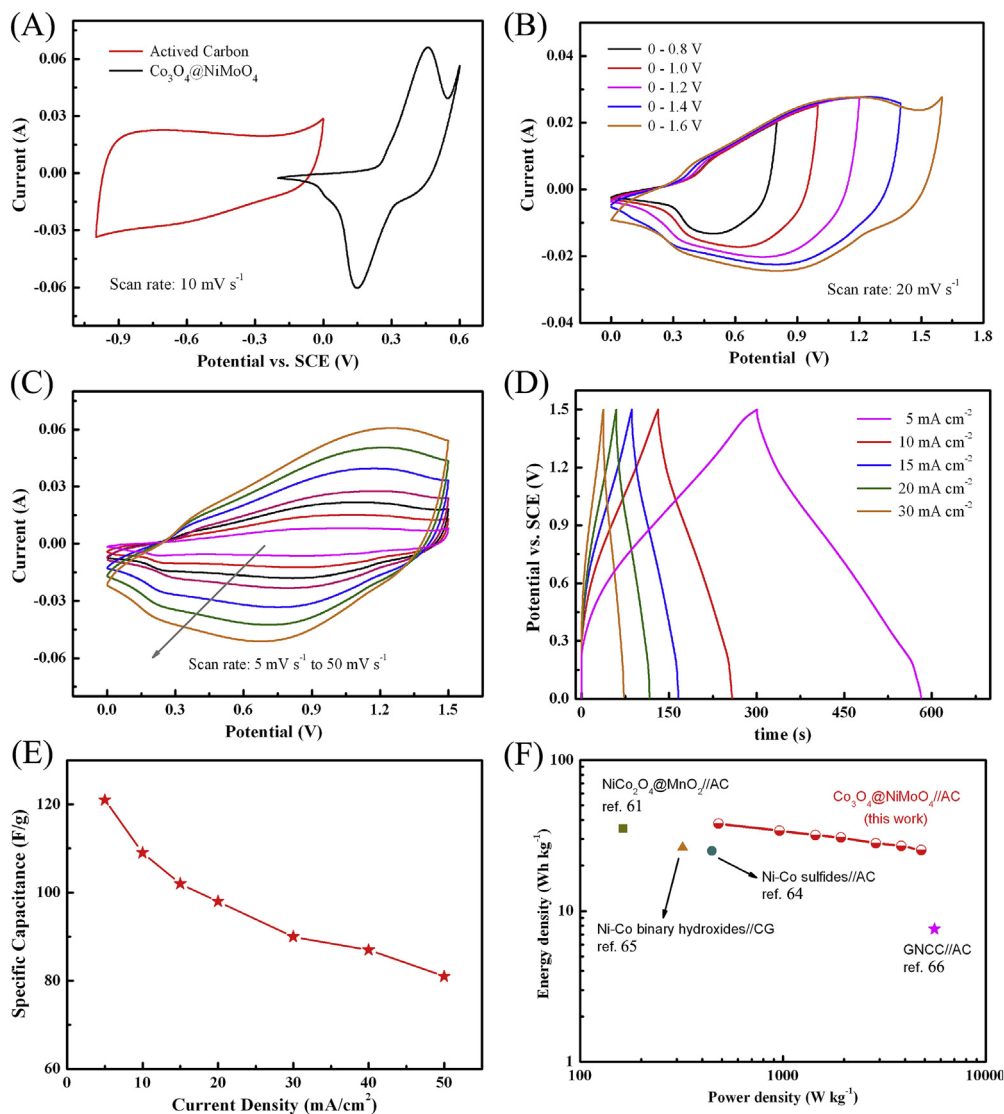 (A)
Actived Carbon
Co₃O₄@NiMoO₄
Current (A)
0.06
0.03
0.00
-0.03
-0.06
Scan rate: 10 mV s⁻¹
-0.9
-0.6
-0.3
0.0
0.3
0.6
Potential vs. SCE (V)
(B)
0 - 0.8 V
0 - 1.0 V
0 - 1.2 V
0 - 1.4 V
0 - 1.6 V
Current (A)
0.04
0.02
0.00
-0.02
-0.04
Scan rate: 20 mV s⁻¹
0.0
0.3
0.6
0.9
1.2
1.5
1.8
Potential (V)
(C)
Current (A)
0.06
0.03
0.00
-0.03
-0.06
Scan rate: 5 mV s⁻¹ to 50 mV s⁻¹
0.0
0.3
0.6
0.9
1.2
1.5
Potential (V)
(D)
5 mA cm⁻²
10 mA cm⁻²
15 mA cm⁻²
20 mA cm⁻²
30 mA cm⁻²
Potential vs. SCE (V)
1.5
1.2
0.9
0.6
0.3
0.0
0
150
300
450
600
time (s)
(E)
Specific Capacitance (F/g)
120
100
80
60
0
10
20
30
40
50
Current Density (mA/cm²)
(F)
Energy density (Wh kg⁻¹)
100
10
1
NiCo₂O₄@MnO₂//AC
ref. 61
Co₃O₄@NiMoO₄//AC
(this work)
Ni-Co sulfides//AC
ref. 64
Ni-Co binary hydroxides//CG
ref. 65
GNCC//AC
ref. 66
100
1000
10000
Power density (W kg⁻¹)